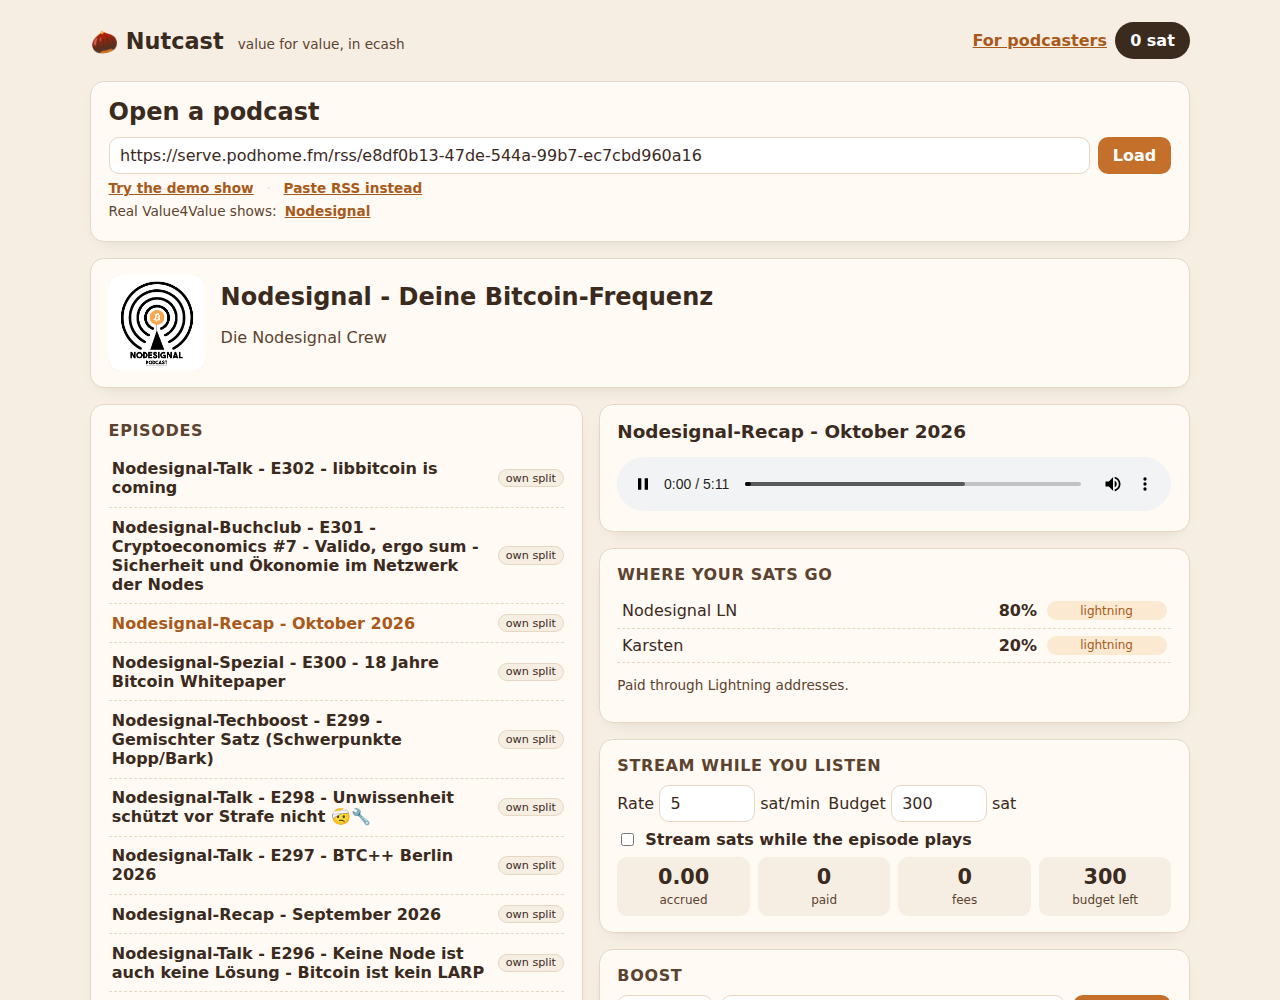 Nutcast value for value, in ecash
For podcasters 0 sat
Open a podcast
https://serve.podhome.fm/rss/e8df0b13-47de-544a-99b7-ec7cbd960a16 Load
Try the demo show · Paste RSS instead
Real Value4Value shows: Nodesignal
NODESIGNAL
PODCAST
Nodesignal - Deine Bitcoin-Frequenz
Die Nodesignal Crew
EPISODES
Nodesignal-Talk - E302 - libbitcoin is
coming
own split
Nodesignal-Buchclub - E301 -
Cryptoeconomics #7 - Valido, ergo sum -
Sicherheit und Ökonomie im Netzwerk
der Nodes
own split
Nodesignal-Recap - Oktober 2026
own split
Nodesignal-Spezial - E300 - 18 Jahre
Bitcoin Whitepaper
own split
Nodesignal-Techboost - E299 -
Gemischter Satz (Schwerpunkte
Hopp/Bark)
own split
Nodesignal-Talk - E298 - Unwissenheit
schützt vor Strafe nicht 🤕🔧
own split
Nodesignal-Talk - E297 - BTC++ Berlin
2026
own split
Nodesignal-Recap - September 2026
own split
Nodesignal-Talk - E296 - Keine Node ist
auch keine Lösung - Bitcoin ist kein LARP
own split
Nodesignal-Recap - Oktober 2026
0:00 / 5:11
WHERE YOUR SATS GO
Nodesignal LN 80% lightning
Karsten 20% lightning
Paid through Lightning addresses.
STREAM WHILE YOU LISTEN
Rate 5 sat/min Budget 300 sat
Stream sats while the episode plays
0.00 0 0 300
accrued paid fees budget left
BOOST